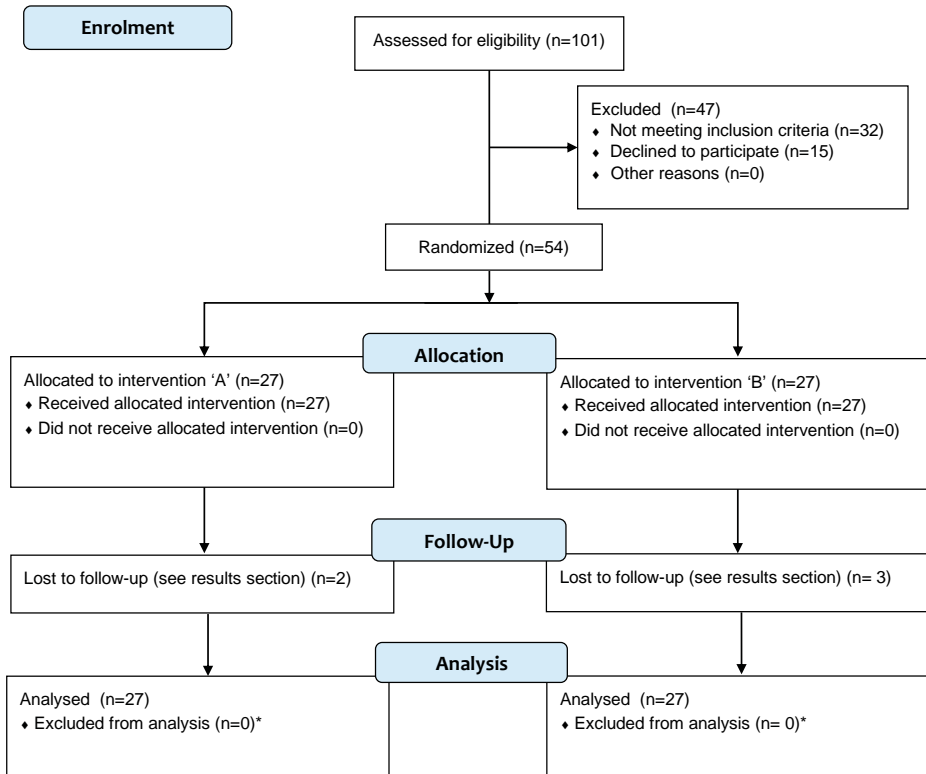 Enrolment
Assessed for eligibility (n=101)
Excluded (n=47)
♦ Not meeting inclusion criteria (n=32)
♦ Declined to participate (n=15)
♦ Other reasons (n=0)
Randomized (n=54)
Allocation
Allocated to intervention ‘A’ (n=27)
♦ Received allocated intervention (n=27)
♦ Did not receive allocated intervention (n=0)
Allocated to intervention ‘B’ (n=27)
♦ Received allocated intervention (n=27)
♦ Did not receive allocated intervention (n=0)
Follow-Up
Lost to follow-up (see results section) (n=2)
Lost to follow-up (see results section) (n= 3)
Analysis
Analysed (n=27)
♦ Excluded from analysis (n=0)*
Analysed (n=27)
♦ Excluded from analysis (n= 0)*